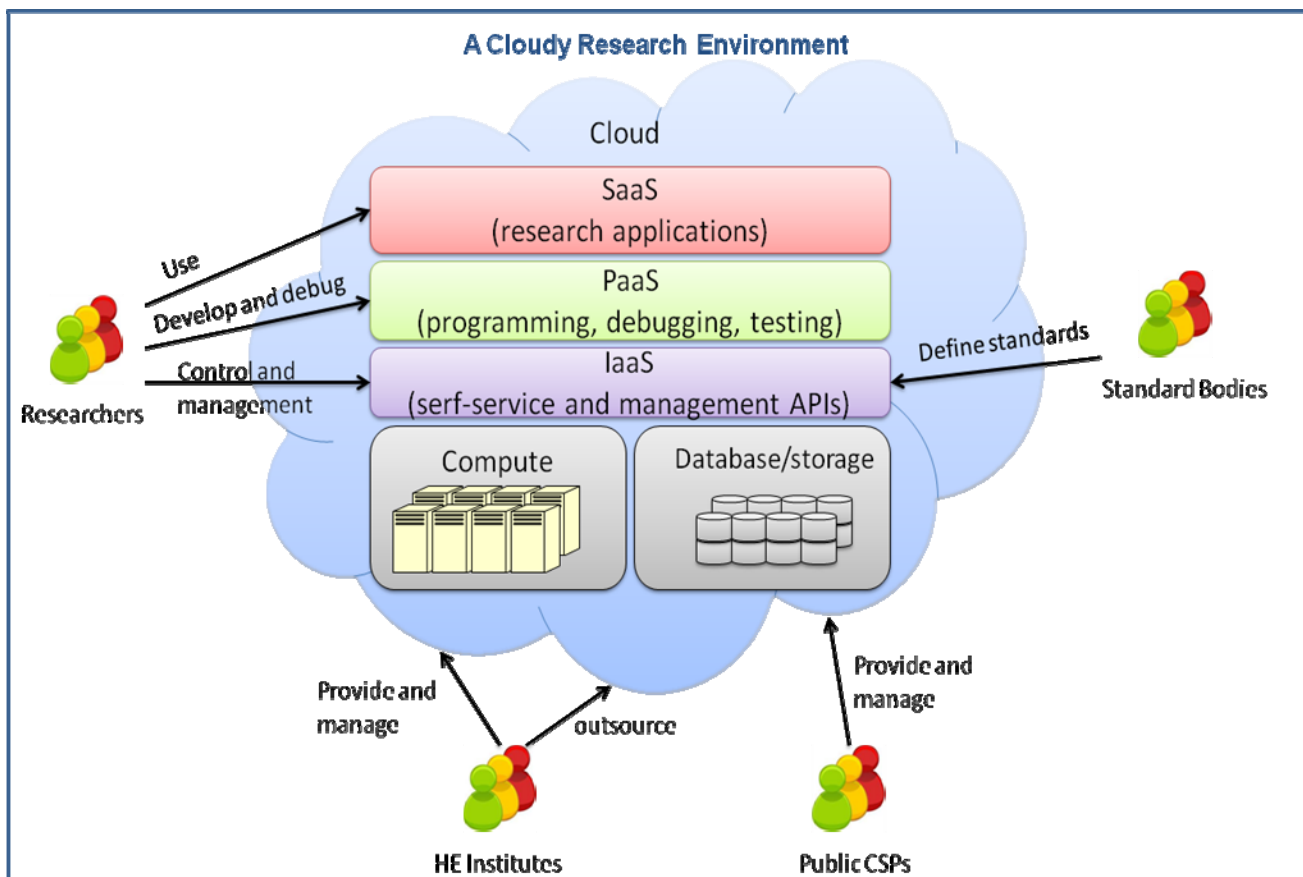 A Cloudy Research Environment
Cloud
SaaS
(research applications)
Use
Develop and debug
PaaS
(programming, debugging, testing)
Control and
management
IaaS
(serf-service and management APIs)
Define standards
Researchers
Standard Bodies
Compute
Database/storage
Provide and
manage
outsource
Provide and
manage
HE Institutes
Public CSPs